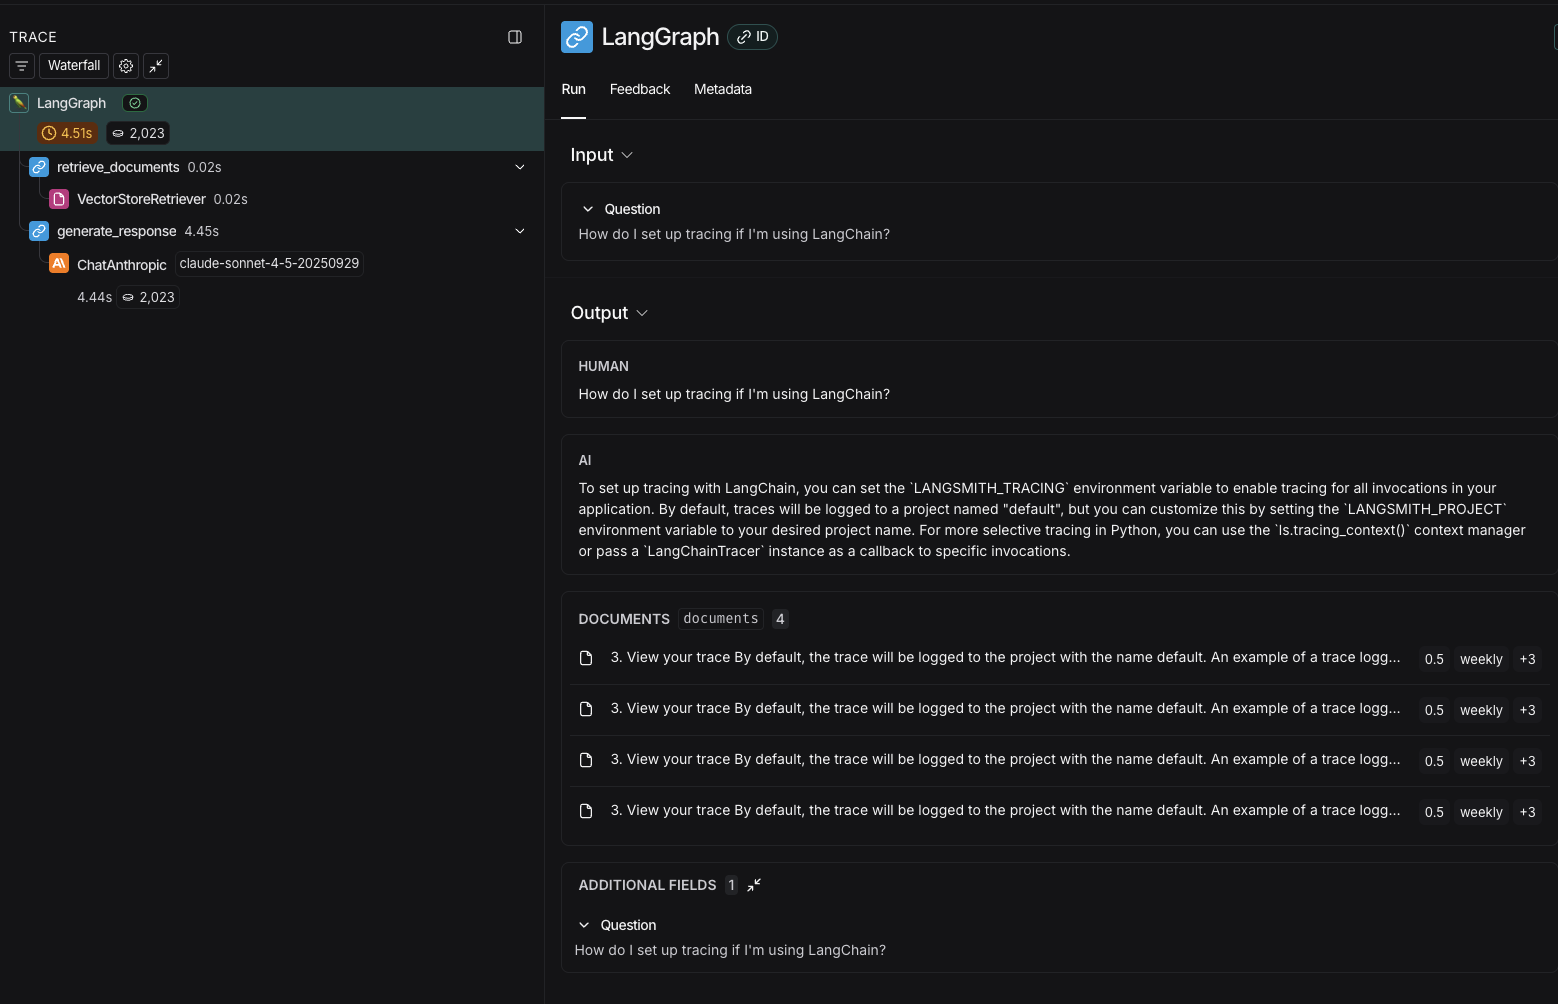 TRACE
Waterfall
LangGraph
4.51s 2,023
retrieve_documents 0.02s
VectorStoreRetriever 0.02s
generate_response 4.45s
ChatAnthropic claude-sonnet-4-5-20250929
4.44s 2,023
LangGraph ID
Run Feedback Metadata
Input
Question
How do I set up tracing if I'm using LangChain?
Output
HUMAN
How do I set up tracing if I'm using LangChain?
AI
To set up tracing with LangChain, you can set the `LANGSMITH_TRACING` environment variable to enable tracing for all invocations in your
application. By default, traces will be logged to a project named "default", but you can customize this by setting the `LANGSMITH_PROJECT`
environment variable to your desired project name. For more selective tracing in Python, you can use the `ls.tracing_context()` context manager
or pass a `LangChainTracer` instance as a callback to specific invocations.
DOCUMENTS documents 4
3. View your trace By default, the trace will be logged to the project with the name default. An example of a trace logg... 0.5 weekly +3
3. View your trace By default, the trace will be logged to the project with the name default. An example of a trace logg... 0.5 weekly +3
3. View your trace By default, the trace will be logged to the project with the name default. An example of a trace logg... 0.5 weekly +3
3. View your trace By default, the trace will be logged to the project with the name default. An example of a trace logg... 0.5 weekly +3
ADDITIONAL FIELDS 1
Question
How do I set up tracing if I'm using LangChain?